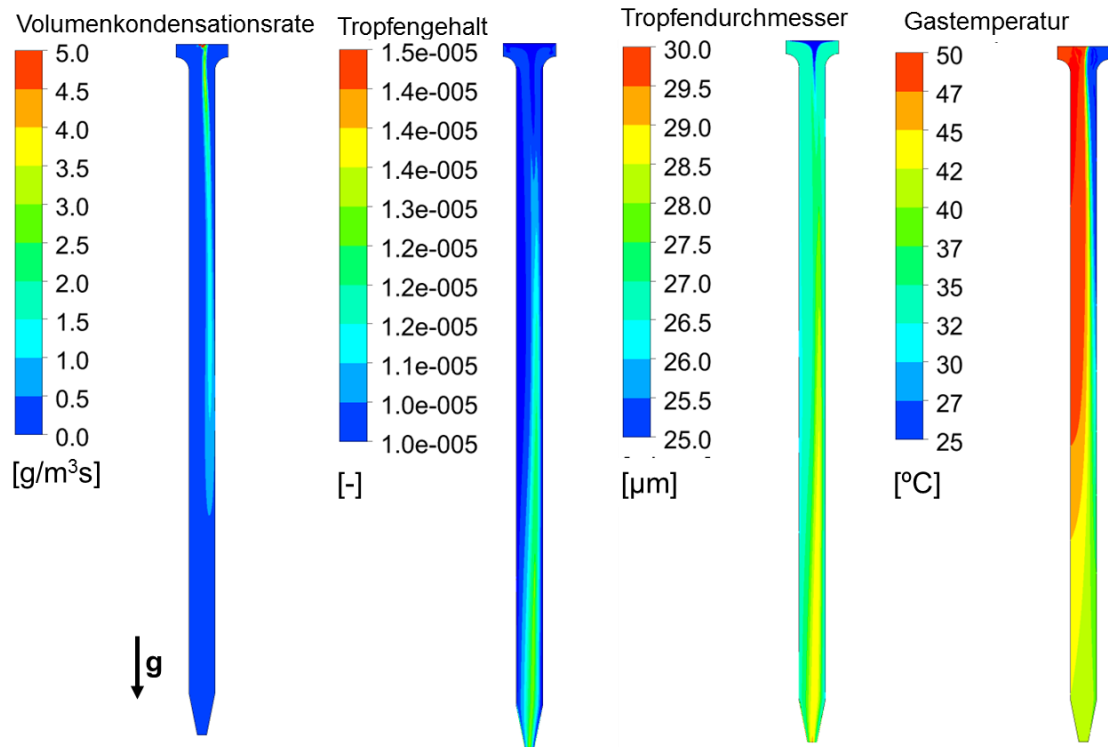 Volumenkondensationsrate
5.0
4.5
4.0
3.5
3.0
2.5
2.0
1.5
1.0
0.5
0.0
[g/m³s]
g
Tropfengehalt
1.5e-005
1.4e-005
1.4e-005
1.4e-005
1.3e-005
1.2e-005
1.2e-005
1.2e-005
1.1e-005
1.0e-005
1.0e-005
[-]
Tropfendurchmesser
30.0
29.5
29.0
28.5
28.0
27.5
27.0
26.5
26.0
25.5
25.0
[µm]
Gastemperatur
50
47
45
42
40
37
35
32
30
27
25
[ºC]